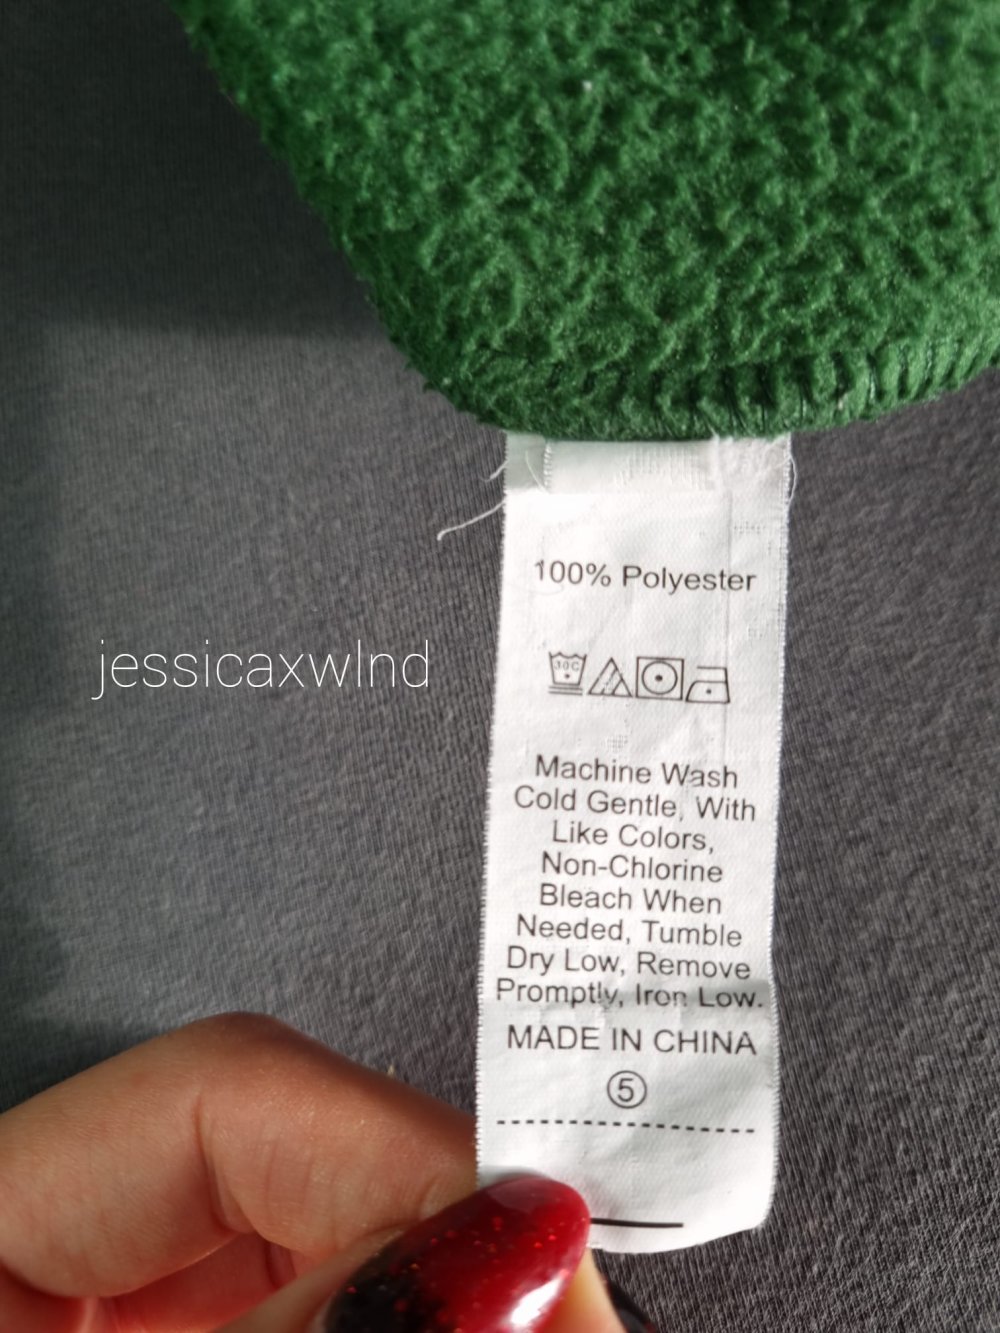 100% Polyester
jessicaxwlnd
30C
Machine Wash
Cold Gentle, With
Like Colors,
Non-Chlorine
Bleach When
Needed, Tumble
Dry Low, Remove
Promptly, Iron Low.
MADE IN CHINA
5